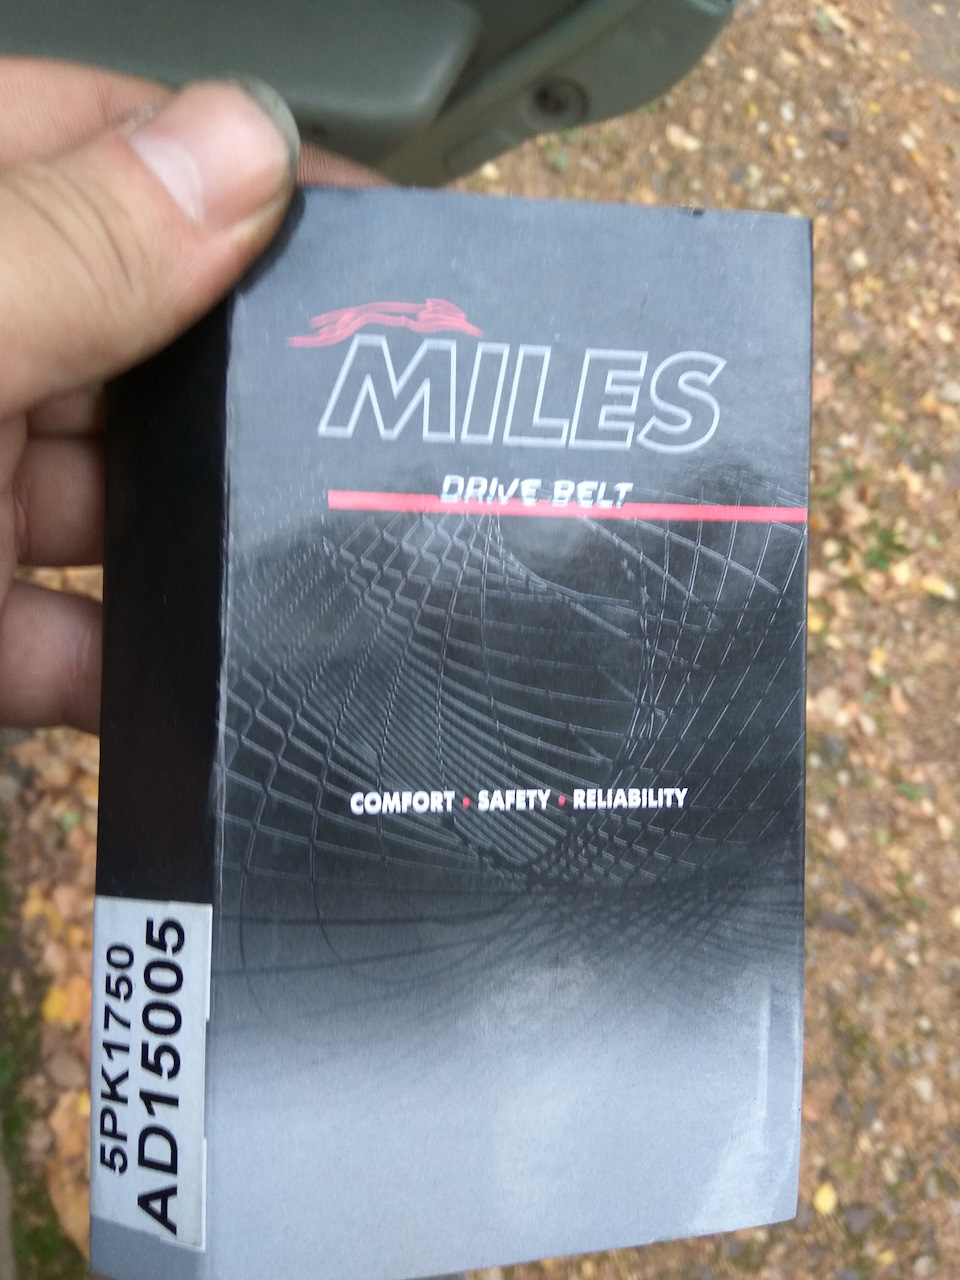 MILES
DRIVE BELT
COMFORT • SAFETY • RELIABILITY
5PK1750
AD15005